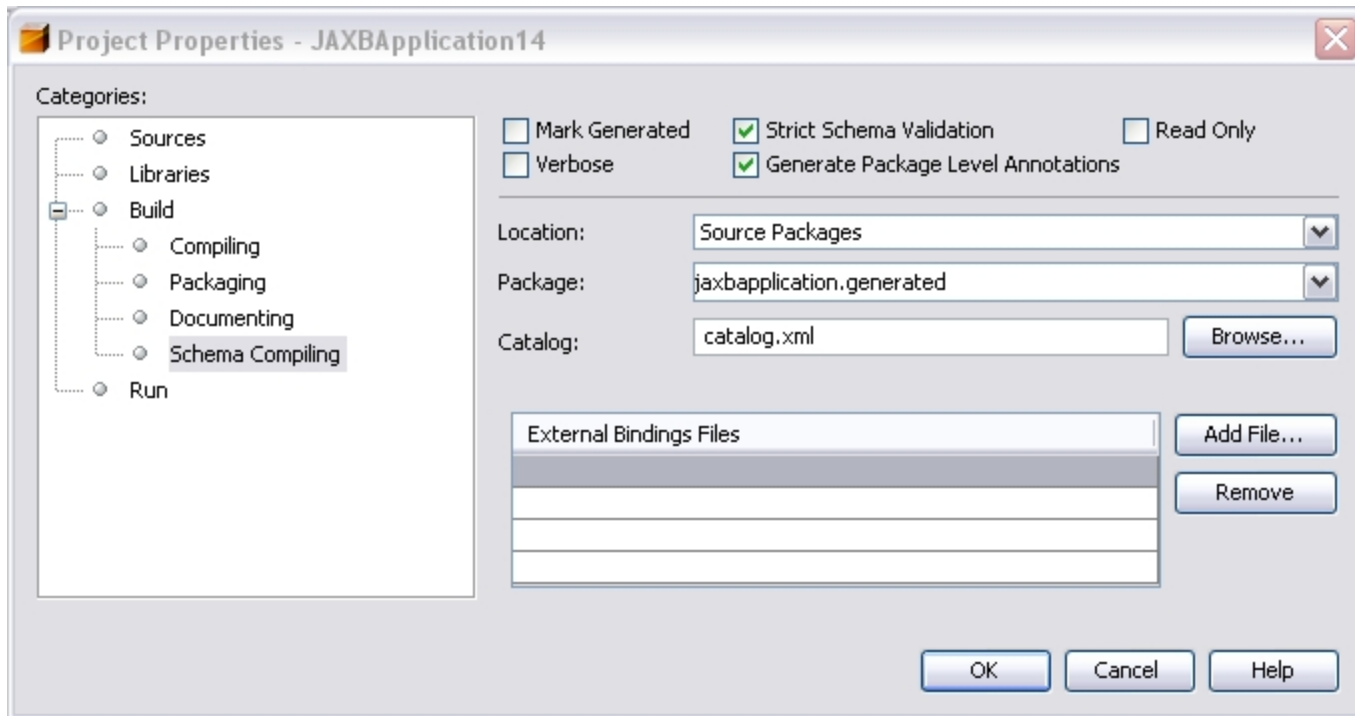 Project Properties - JAXBApplication14
Categories:
Sources
Libraries
Build
Compiling
Packaging
Documenting
Schema Compiling
Run
Mark Generated
Strict Schema Validation
Read Only
Verbose
Generate Package Level Annotations
Location:
Source Packages
Package:
jaxbapplication.generated
Catalog:
catalog.xml
Browse...
External Bindings Files
Add File...
Remove
OK
Cancel
Help